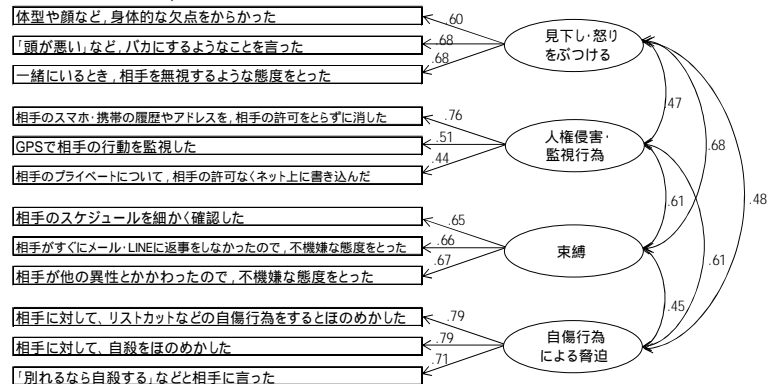 体型や顔など，身体的な欠点をからかった
「頭が悪い」など，バカにするようなことを言った
一緒にいるとき，相手を無視するような態度をとった
.60
.68
.68
見下し・怒り
をぶつける
相手のスマホ・携帯の履歴やアドレスを，相手の許可をとらずに消した
GPSで相手の行動を監視した
相手のプライベートについて，相手の許可なくネット上に書き込んだ
.76
.51
.44
人権侵害・
監視行為
相手のスケジュールを細かく確認した
相手がすぐにメール・LINEに返事をしなかったので，不機嫌な態度をとった
相手が他の異性とかかわったので，不機嫌な態度をとった
.65
.66
.67
束縛
相手に対して、リストカットなどの自傷行為をするとほのめかした
相手に対して、自殺をほのめかした
「別れるなら自殺する」などと相手に言った
.79
.79
.71
自傷行為
による脅迫
.47
.68
.48
.61
.61
.45